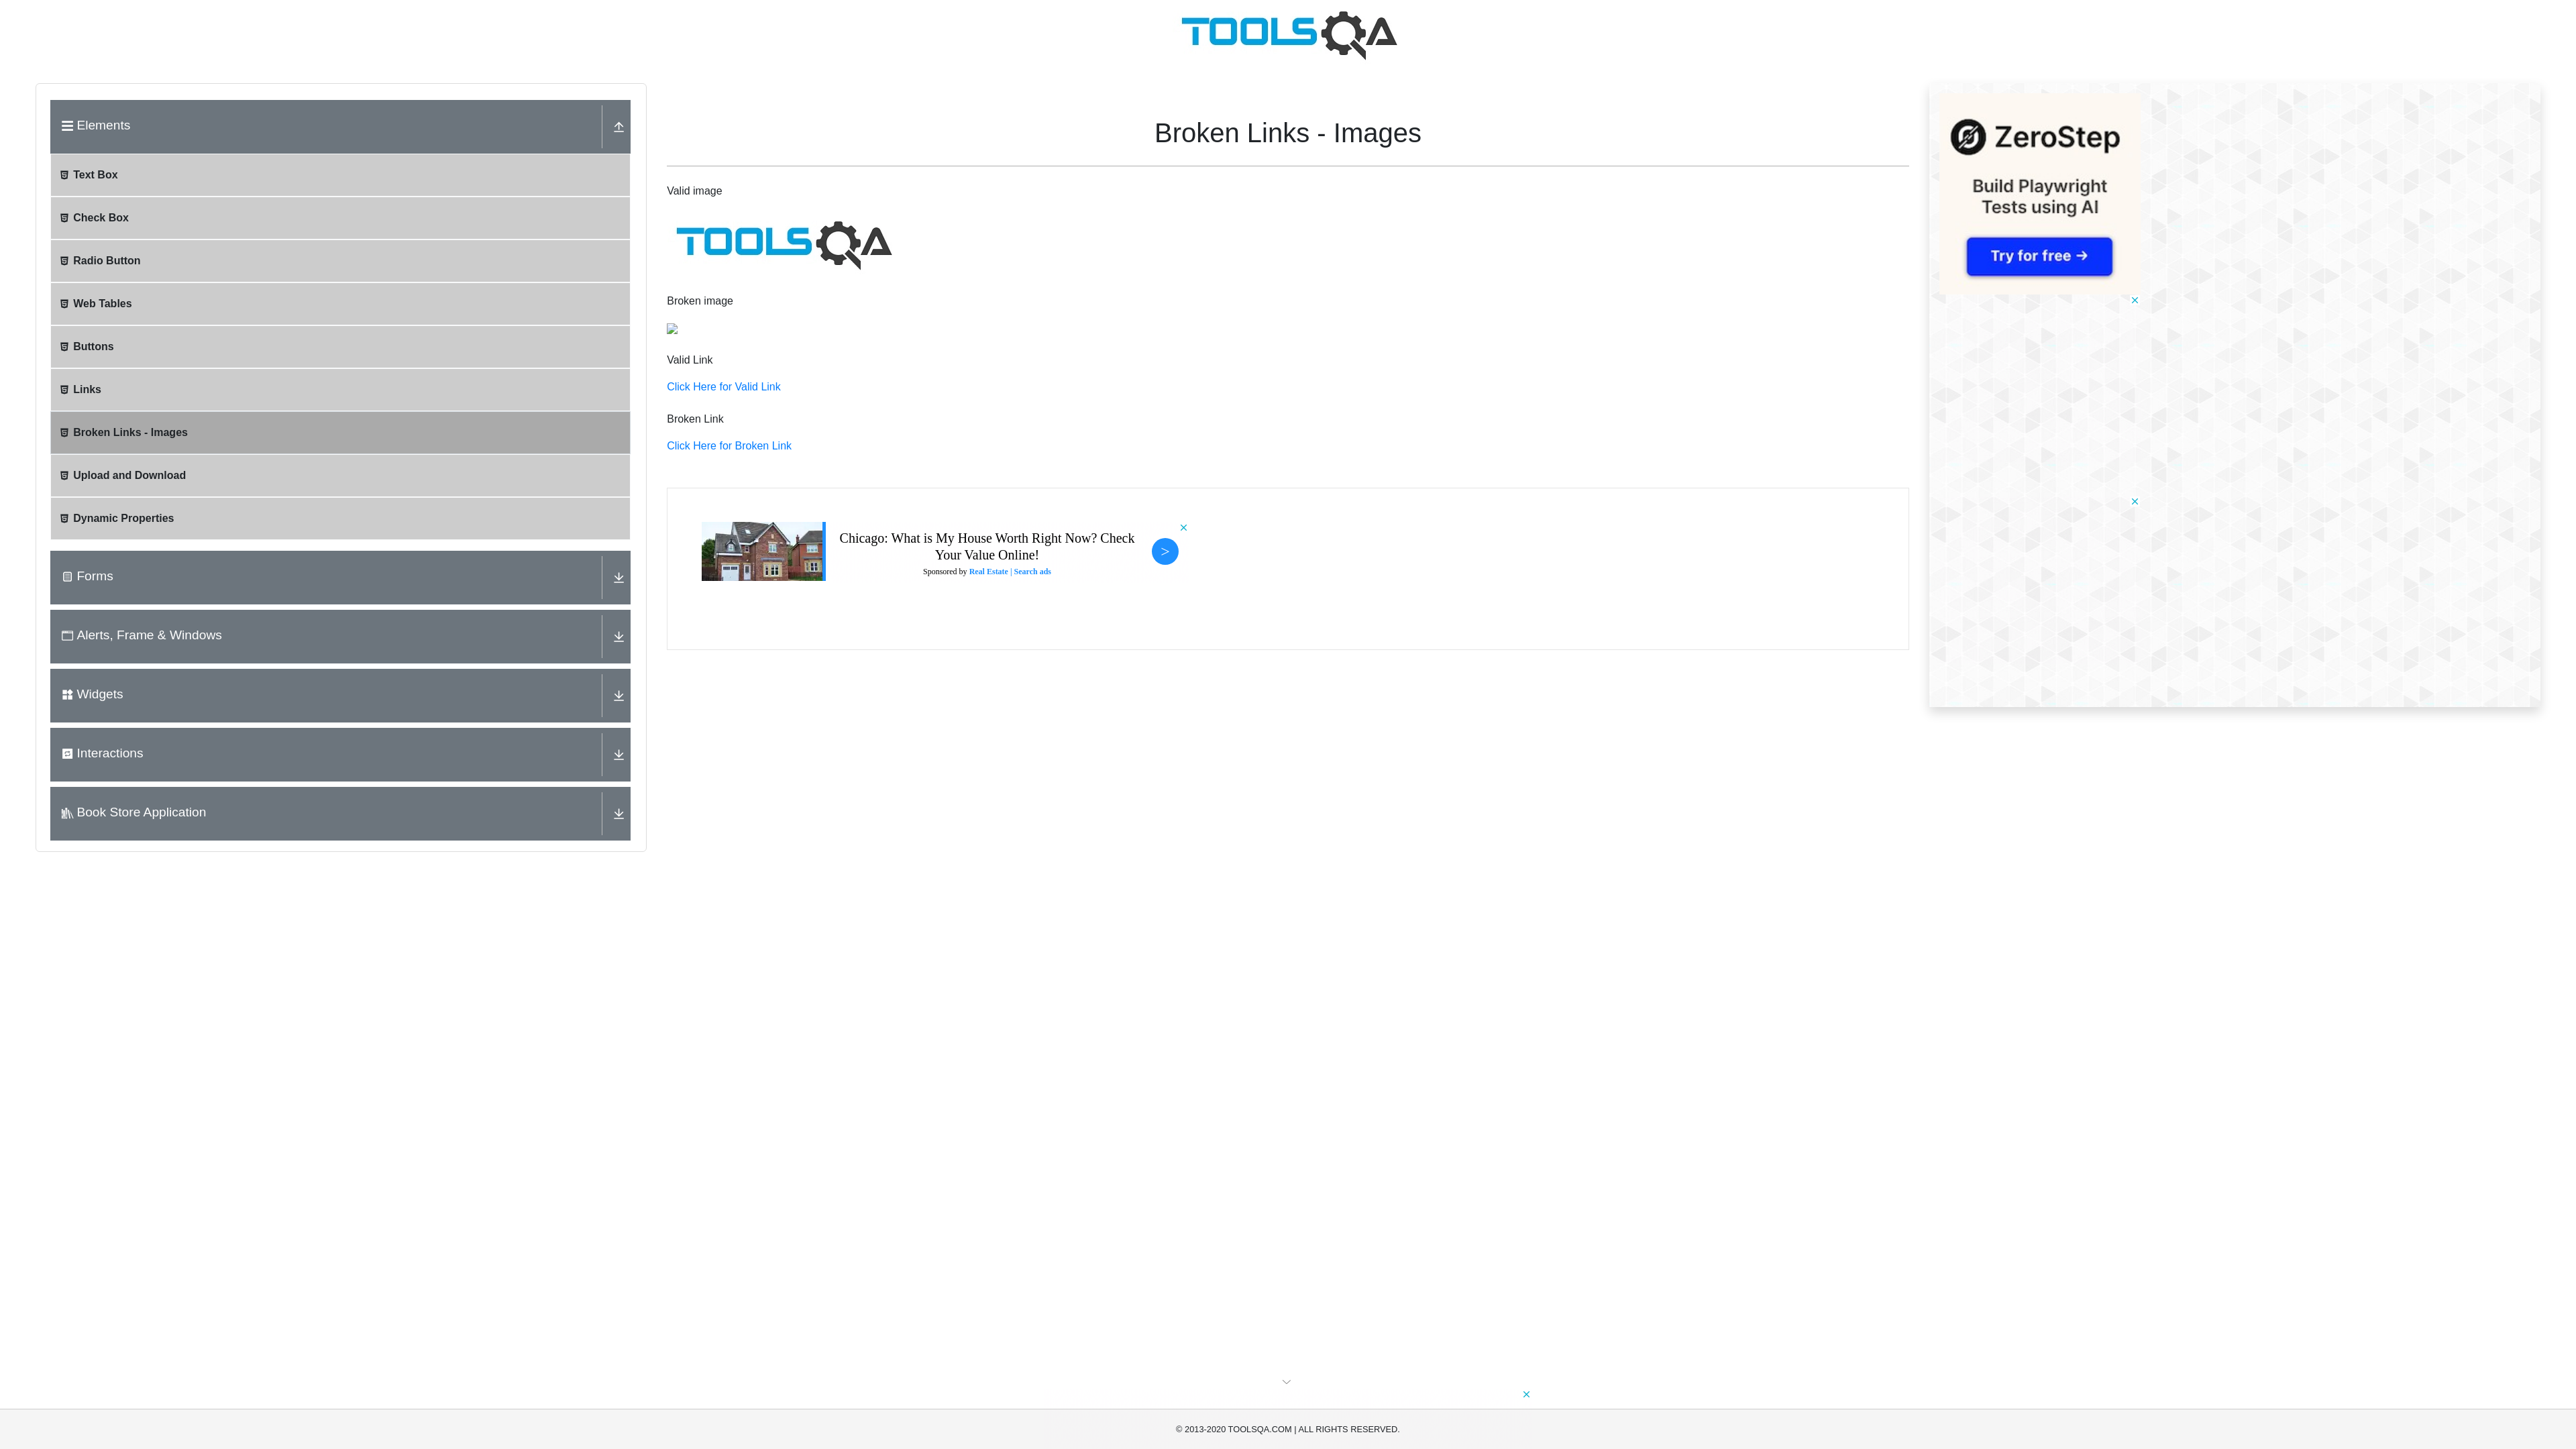 TOOLSQA
Elements
Text Box
Check Box
Radio Button
Web Tables
Buttons
Links
Broken Links - Images
Upload and Download
Dynamic Properties
Forms
Alerts, Frame & Windows
Widgets
Interactions
Book Store Application
Broken Links - Images
Valid image
TOOLSQA
Broken image
Valid Link
Click Here for Valid Link
Broken Link
Click Here for Broken Link
Chicago: What is My House Worth Right Now? Check
Your Value Online!
Sponsored by Real Estate | Search ads
>
ZeroStep
Build Playwright
Tests using AI
Try for free →
© 2013-2020 TOOLSQA.COM | ALL RIGHTS RESERVED.